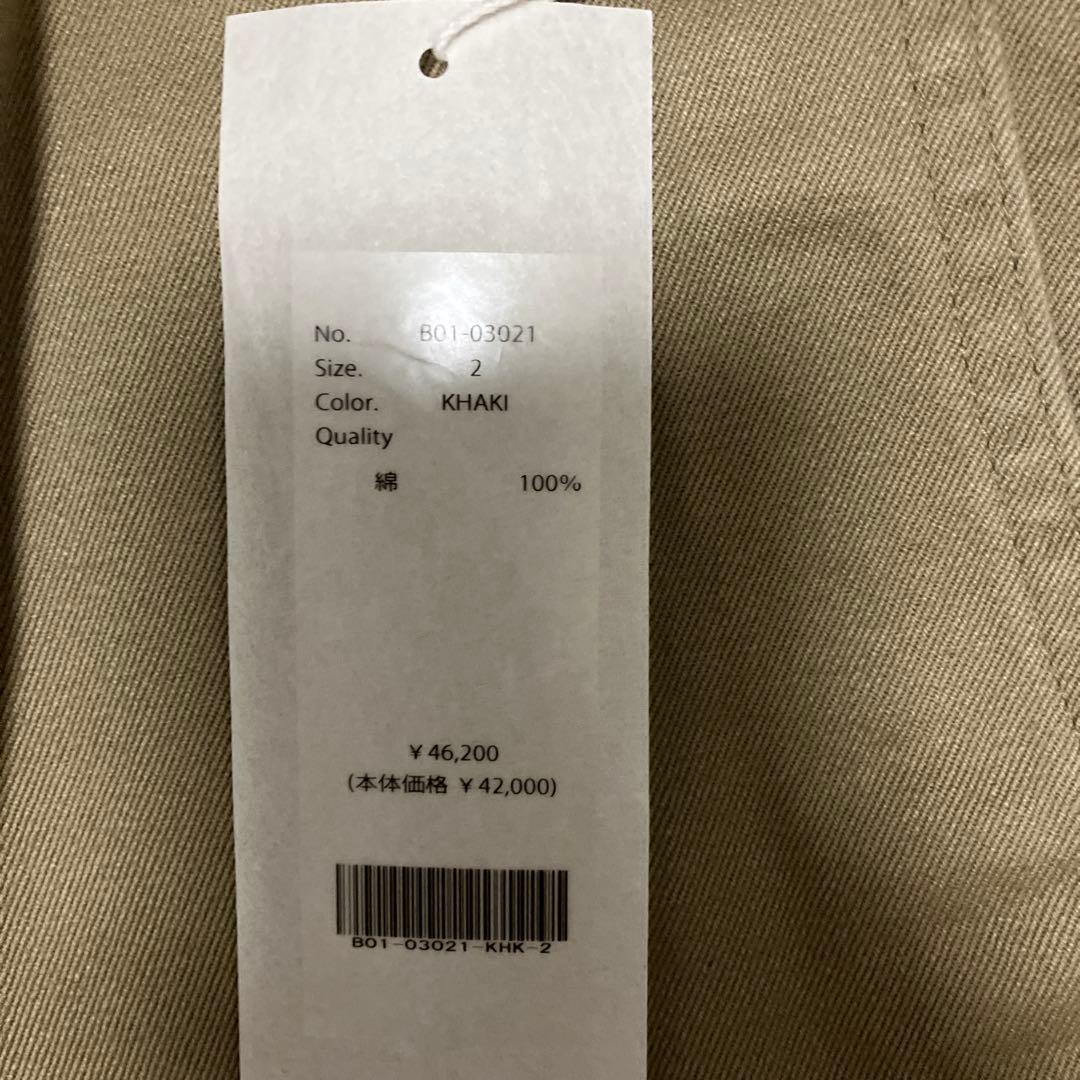 No. B01-03021
Size. 2
Color. KHAKI
Quality
綿 100%
¥46,200
(本体価格 ¥42,000)
B01-03021-KHK-2